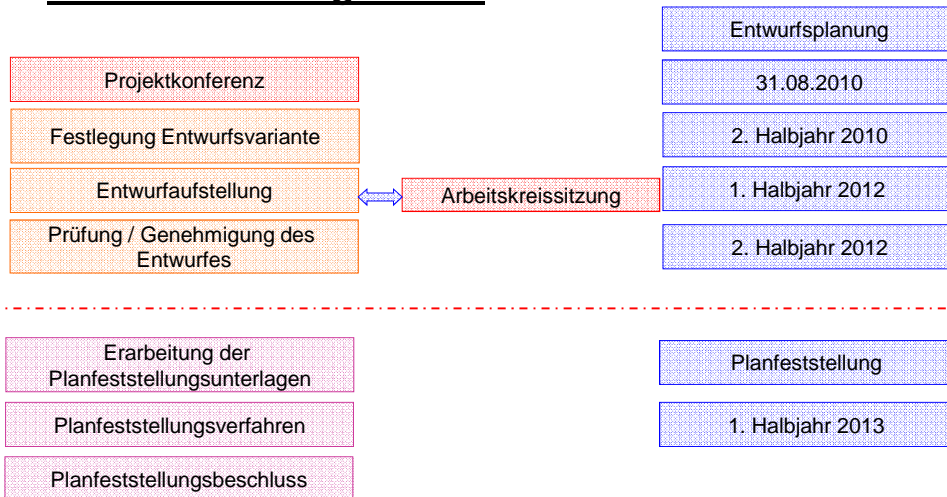 Entwurfsplanung
Projektkonferenz
31.08.2010
Festlegung Entwurfsvariante
2. Halbjahr 2010
Entwurfaufstellung
Arbeitskreissitzung
1. Halbjahr 2012
Prüfung / Genehmigung des
Entwurfes
2. Halbjahr 2012
Erarbeitung der
Planfeststellungsunterlagen
Planfeststellung
Planfeststellungsverfahren
1. Halbjahr 2013
Planfeststellungsbeschluss